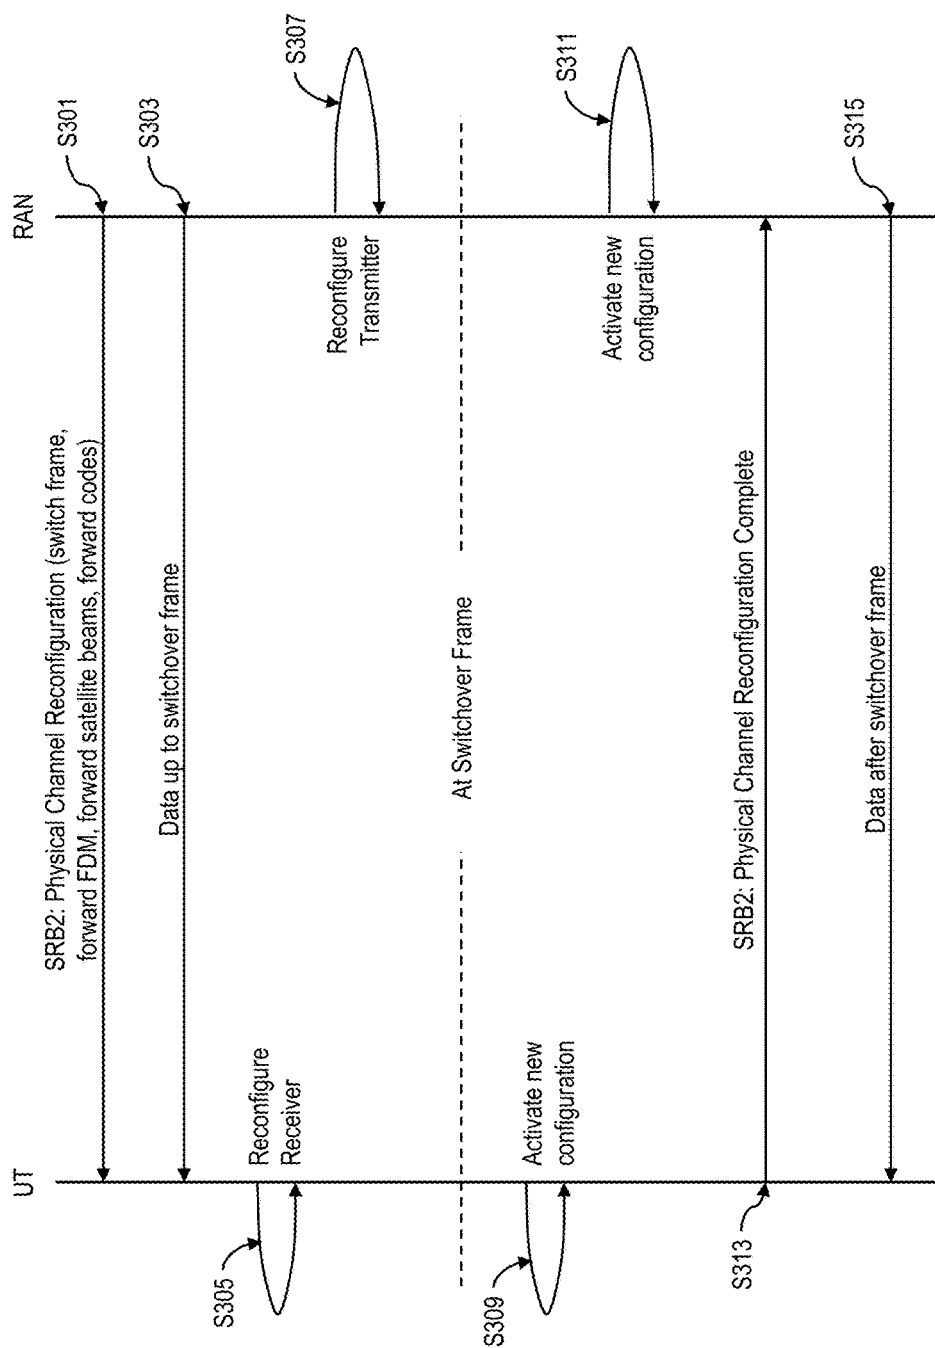 UT
RAN
SRB2: Physical Channel Reconfiguration (switch frame,
forward FDM, forward satellite beams, forward codes)
S301
Data up to switchover frame
S303
S305
Reconfigure
Receiver
Reconfigure
Transmitter
S307
At Switchover Frame
S309
Activate new
configuration
Activate new
configuration
S311
S313
SRB2: Physical Channel Reconfiguration Complete
Data after switchover frame
S315